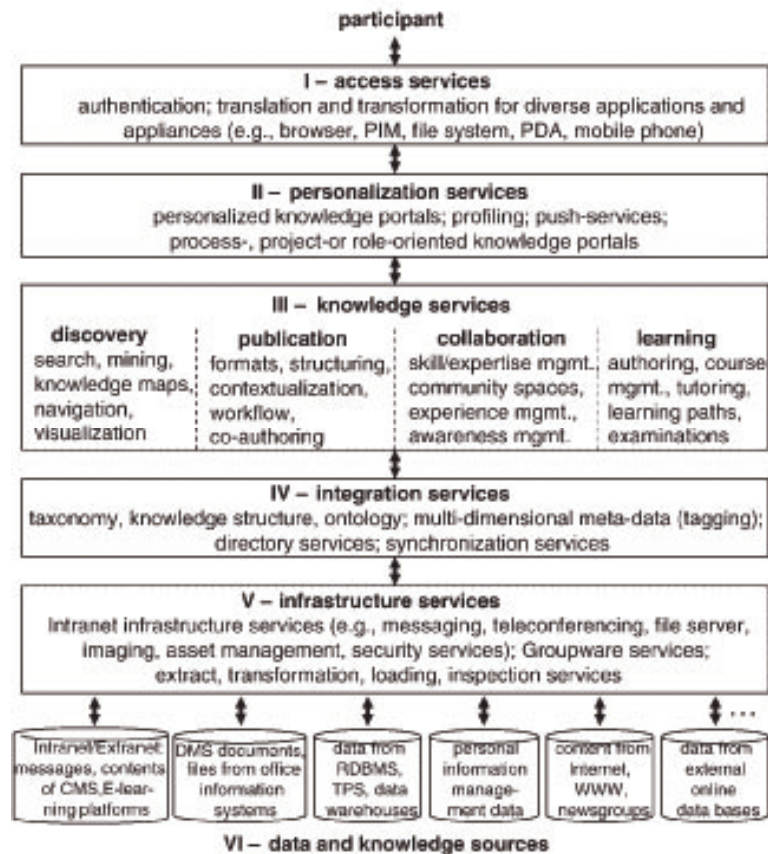 participant
I – access services
authentication; translation and transformation for diverse applications and
appliances (e.g., browser, PIM, file system, PDA, mobile phone)
II – personalization services
personalized knowledge portals; profiling; push-services;
process-, project-or role-oriented knowledge portals
III – knowledge services
discovery
search, mining,
knowledge maps,
navigation,
visualization
publication
formats, structuring,
contextualization,
workflow,
co-authoring
collaboration
skill/expertise mgmt.,
community spaces,
experience mgmt.,
awareness mgmt.
learning
authoring, course
mgmt., tutoring,
learning paths,
examinations
IV – integration services
taxonomy, knowledge structure, ontology; multi-dimensional meta-data (tagging);
directory services; synchronization services
V – infrastructure services
Intranet infrastructure services (e.g., messaging, teleconferencing, file server,
imaging, asset management, security services); Groupware services;
extract, transformation, loading, inspection services
...
Intranet/Extranet:
messages, contents
of CMS,E-lear-
ning platforms
DMS documents,
files from office
information
systems
data from
RDBMS,
TPS, data
warehouses
personal
information
manage-
ment data
content from
Internet,
WWW,
newsgroups
data from
external
online
data bases
VI – data and knowledge sources